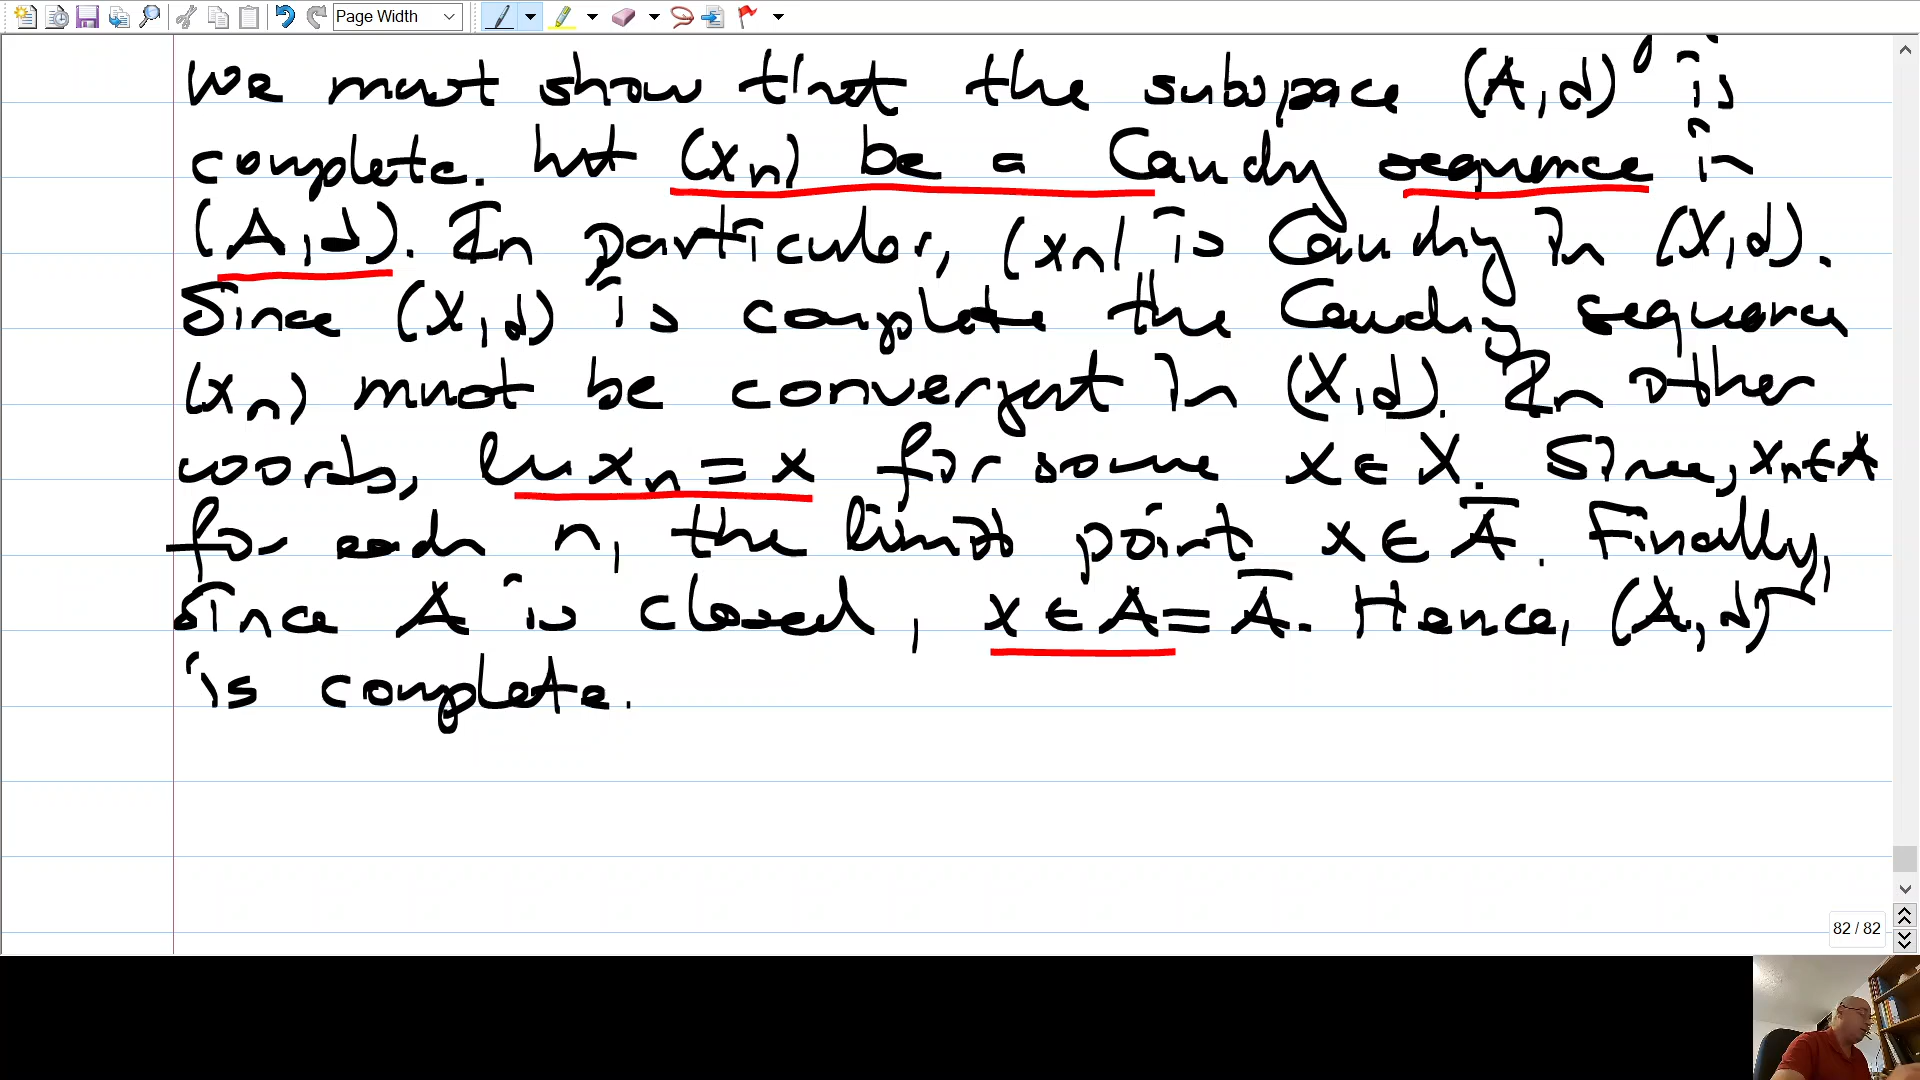 Page Width
We must show that the subspace (A,d) is
complete. Let (xn) be a Cauchy sequence in
(A,d). In particular, (xn) is Cauchy in (X,d).
Since (X,d) is complete the Cauchy sequence
(xn) must be convergent in (X,d). In other
words, lim xn = x for some x ∈ X. Since, xn ∈ A
for each n, the limit point x ∈ A̅. Finally,
since A is closed, x ∈ A = A̅. Hence, (A,d)
is complete.
82 / 82